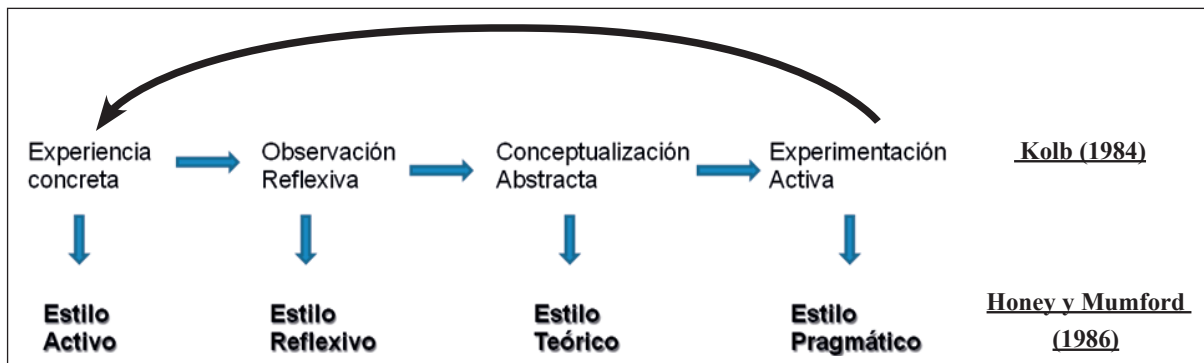 Experiencia
concreta
Observación
Reflexiva
Conceptualización
Abstracta
Experimentación
Activa
Kolb (1984)
Estilo
Activo
Estilo
Reflexivo
Estilo
Teórico
Estilo
Pragmático
Honey y Mumford
(1986)